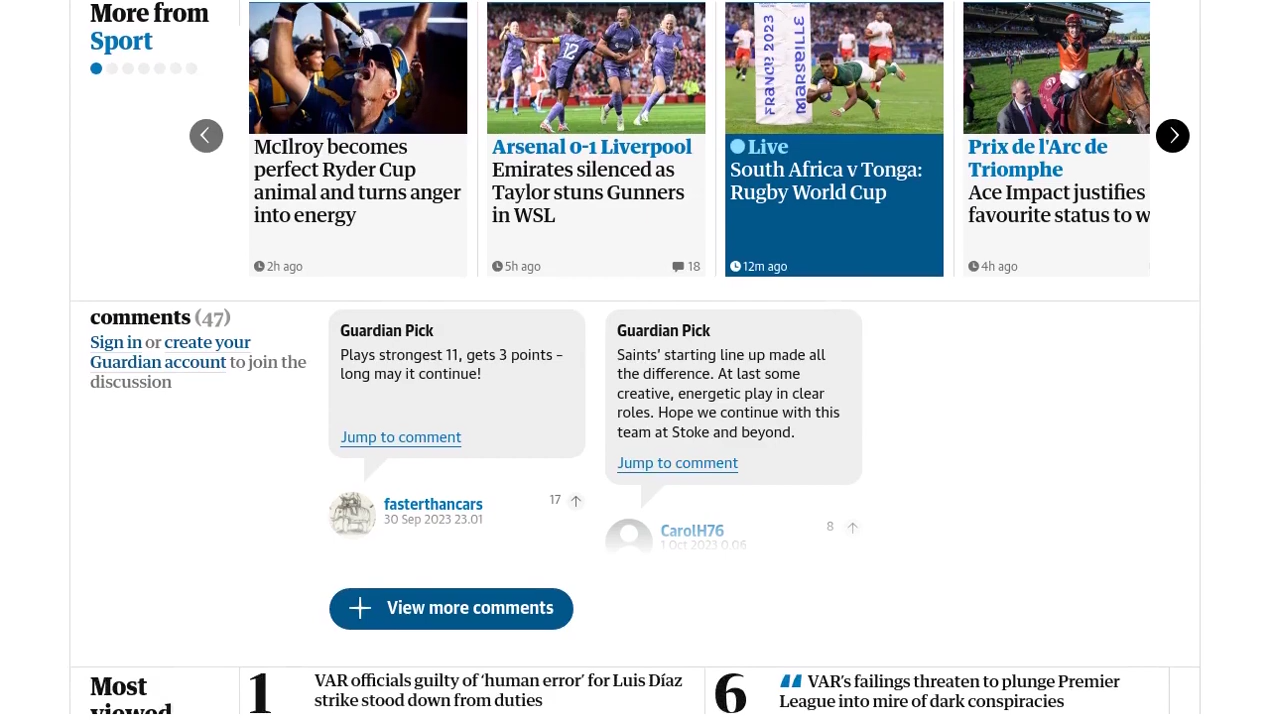 More from
Sport
FRANCE 2023
MARSEILLE
12
McIlroy becomes
perfect Ryder Cup
animal and turns anger
into energy
2h ago
Arsenal 0-1 Liverpool
Emirates silenced as
Taylor stuns Gunners
in WSL
5h ago
18
Live
South Africa v Tonga:
Rugby World Cup
12m ago
Prix de l'Arc de
Triomphe
Ace Impact justifies
favourite status to w
4h ago
comments (47)
Sign in or create your
Guardian account to join the
discussion
Guardian Pick
Plays strongest 11, gets 3 points –
long may it continue!
Jump to comment
fasterthancars
30 Sep 2023 23.01
17
Guardian Pick
Saints' starting line up made all
the difference. At last some
creative, energetic play in clear
roles. Hope we continue with this
team at Stoke and beyond.
Jump to comment
CarolH76
1 Oct 2023 0.06
8
View more comments
Most
viewed
1
VAR officials guilty of ‘human error’ for Luis Díaz
strike stood down from duties
6
VAR’s failings threaten to plunge Premier
League into mire of dark conspiracies